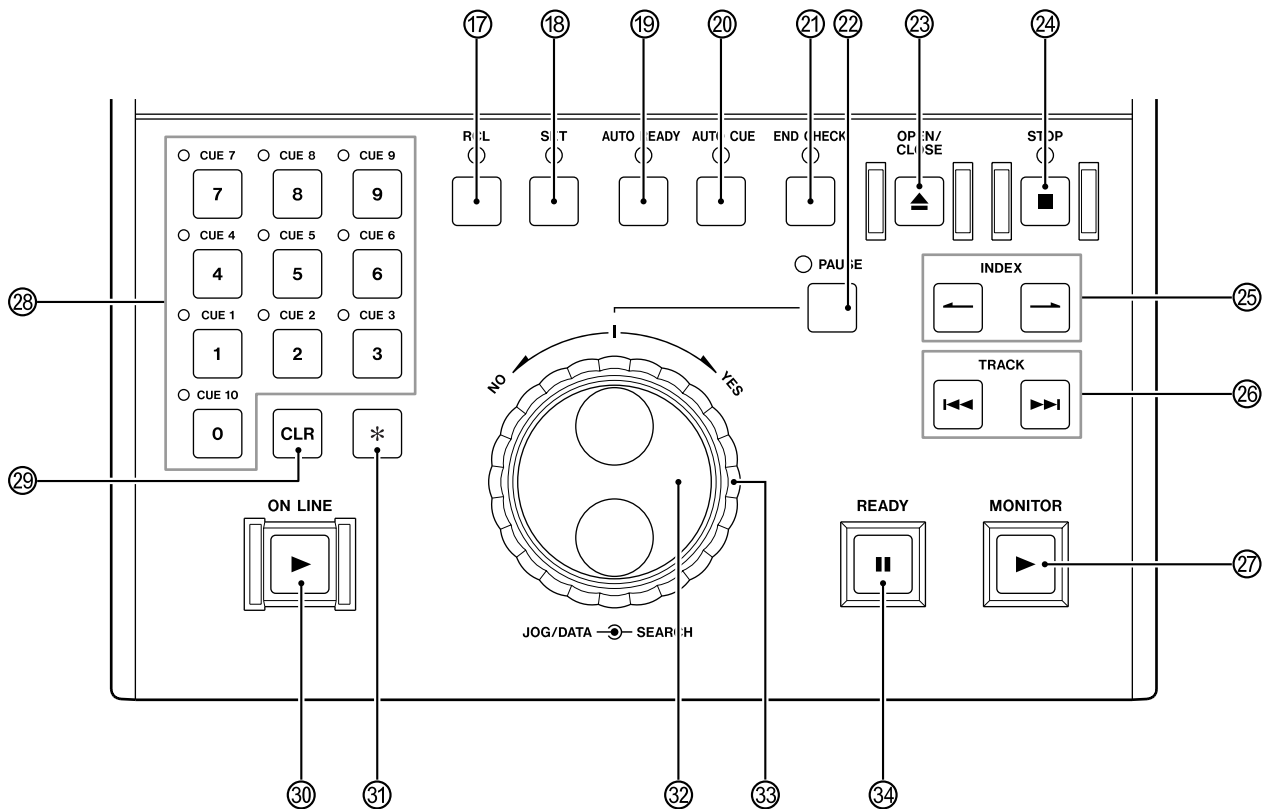 17 18 19 20 21 22 23 24
RCL SET AUTO READY AUTO CUE END CHECK OPEN/ STOP
CLOSE
CUE 7 CUE 8 CUE 9
7 8 9
CUE 4 CUE 5 CUE 6
4 5 6
PAUSE
INDEX
28
25
CUE 1 CUE 2 CUE 3
1 2 3
NO YES
TRACK
26
CUE 10
0 CLR *
29
ON LINE
READY MONITOR
27
JOG/DATA SEARCH
30 31 32 33 34